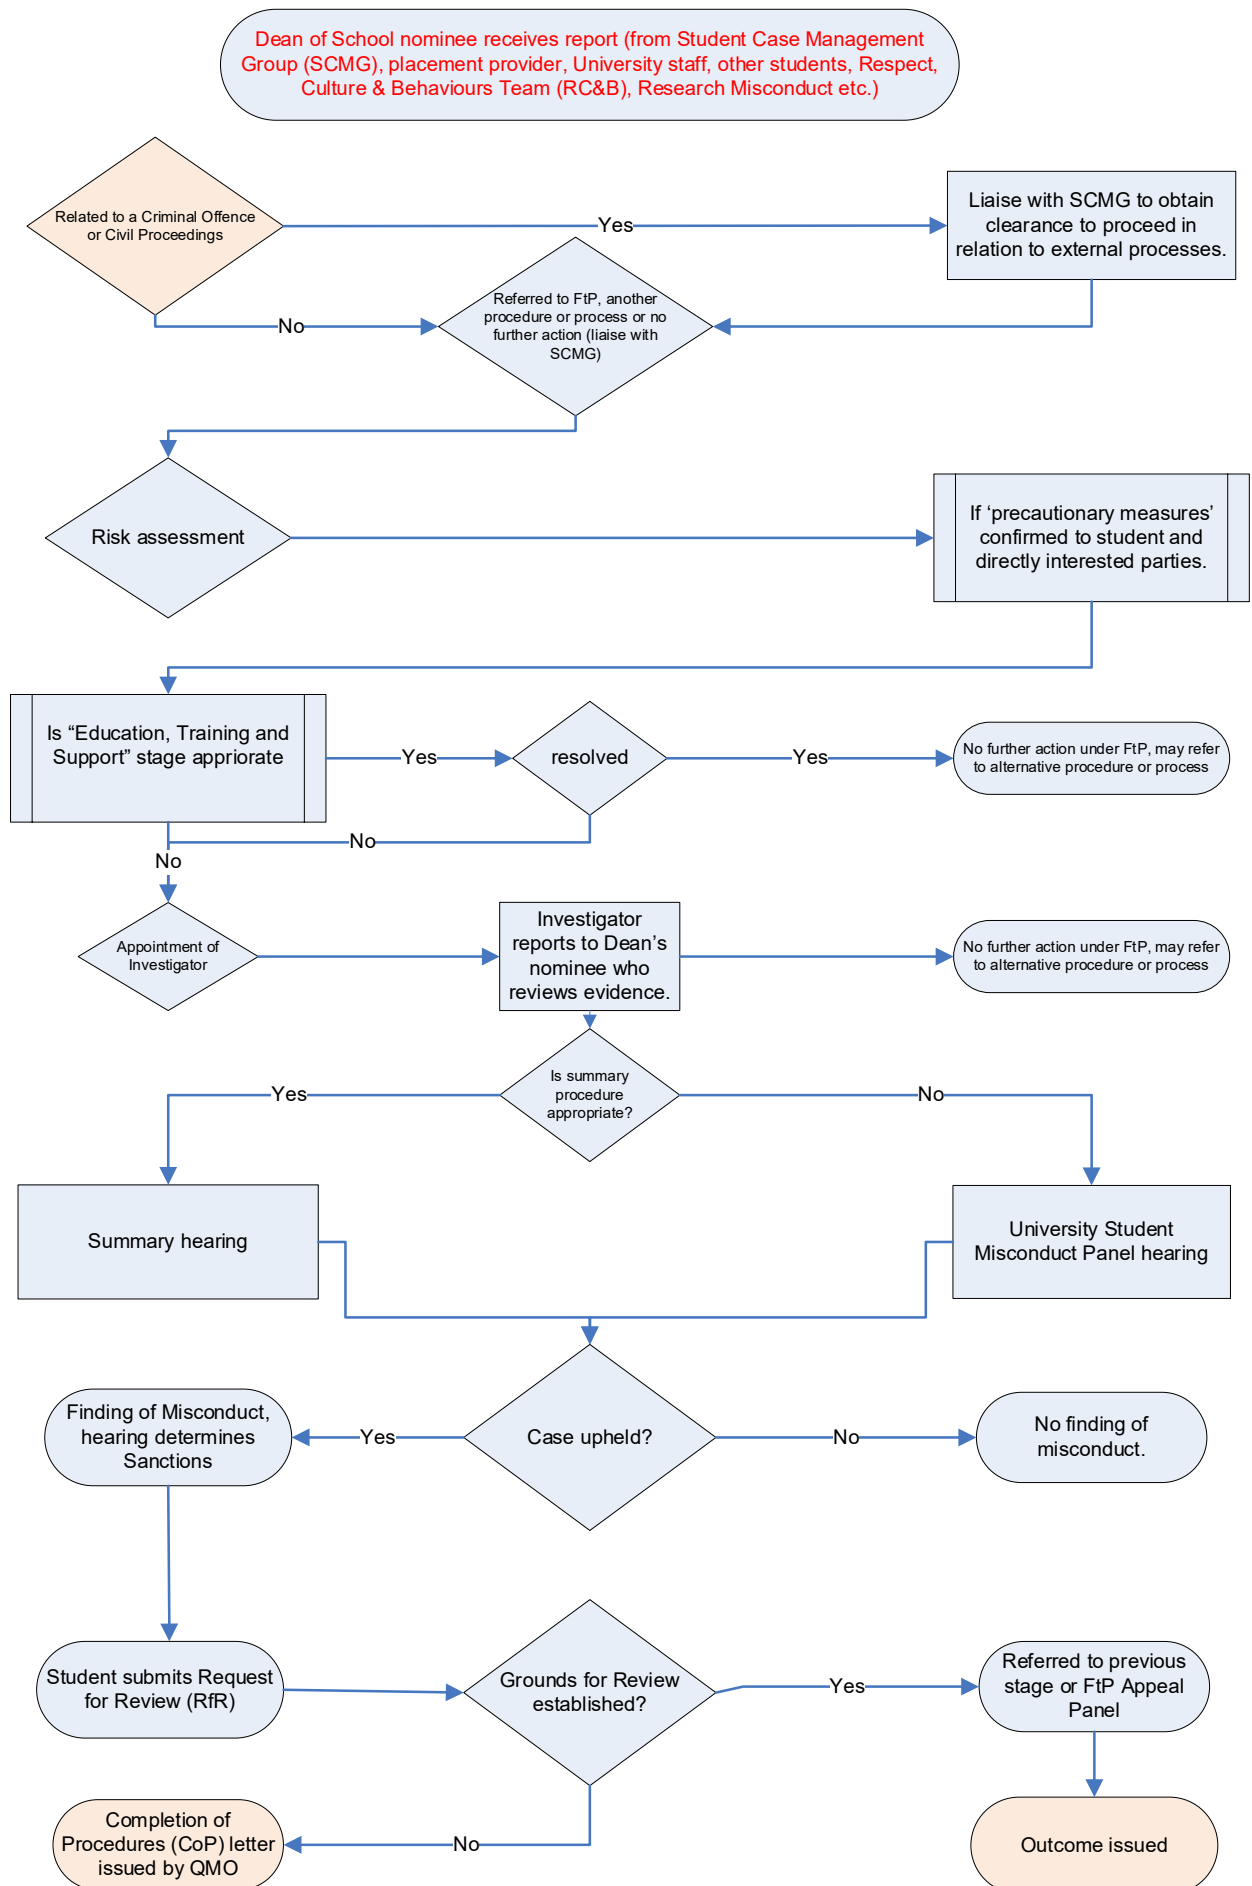 Dean of School nominee receives report (from Student Case Management
Group (SCMG), placement provider, University staff, other students, Respect,
Culture & Behaviours Team (RC&B), Research Misconduct etc.)
Related to a Criminal Offence
or Civil Proceedings
Yes
Liaise with SCMG to obtain
clearance to proceed in
relation to external processes.
No
Referred to FtP, another
procedure or process or no
further action (liaise with
SCMG)
Risk assessment
If ‘precautionary measures’
confirmed to student and
directly interested parties.
Is “Education, Training and
Support” stage appriorate
Yes
resolved
Yes
No further action under FtP, may refer
to alternative procedure or process
No
No
Appointment of
Investigator
Investigator
reports to Dean’s
nominee who
reviews evidence.
No further action under FtP, may refer
to alternative procedure or process
Is summary
procedure
appropriate?
Yes
No
Summary hearing
University Student
Misconduct Panel hearing
Finding of Misconduct,
hearing determines
Sanctions
Yes
Case upheld?
No
No finding of
misconduct.
Student submits Request
for Review (RfR)
Grounds for Review
established?
Yes
Referred to previous
stage or FtP Appeal
Panel
Completion of
Procedures (CoP) letter
issued by QMO
No
Outcome issued